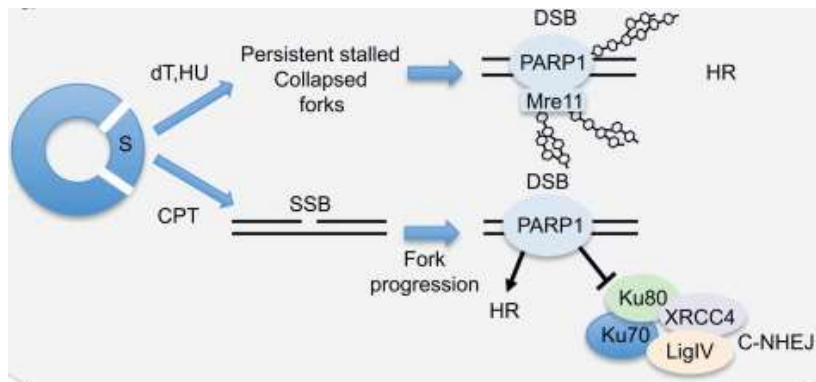 DSB
Persistent stalled
Collapsed
forks
dT,HU
PARP1
HR
Mre11
S
DSB
CPT
SSB
PARP1
Fork
progression
HR
Ku80
XRCC4
Ku70
LigIV
C-NHEJ